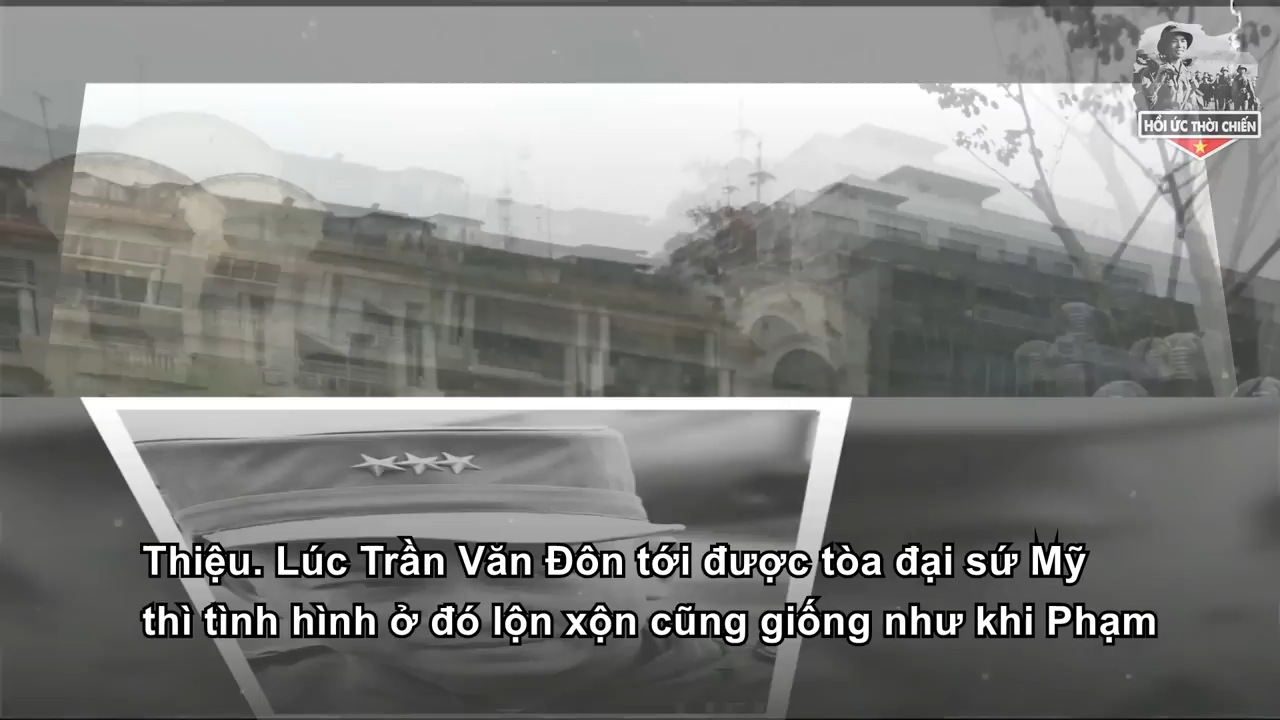 HỒI ỨC THỜI CHIẾN
Thiệu. Lúc Trần Văn Đôn tới được tòa đại sứ Mỹ
thì tình hình ở đó lộn xộn cũng giống như khi Phạm